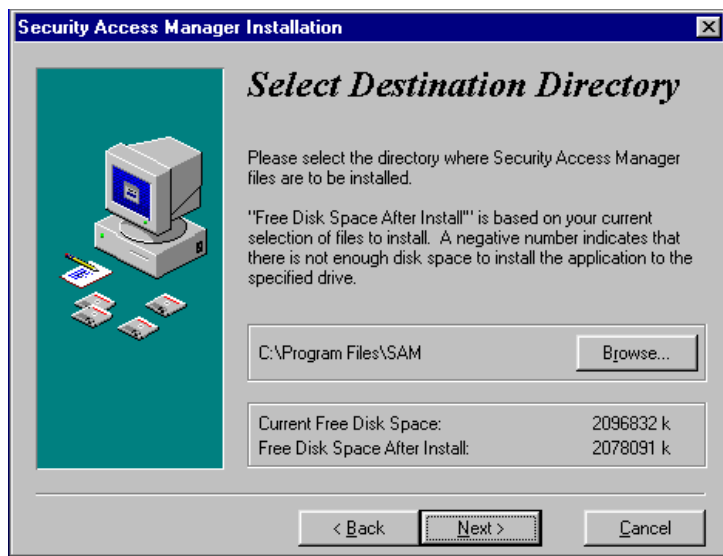 Security Access Manager Installation
Select Destination Directory
Please select the directory where Security Access Manager
files are to be installed.
"Free Disk Space After Install"' is based on your current
selection of files to install.  A negative number indicates that
there is not enough disk space to install the application to the
specified drive.
C:\Program Files\SAM
Browse...
Current Free Disk Space: 2096832 k
Free Disk Space After Install: 2078091 k
< Back
Next >
Cancel